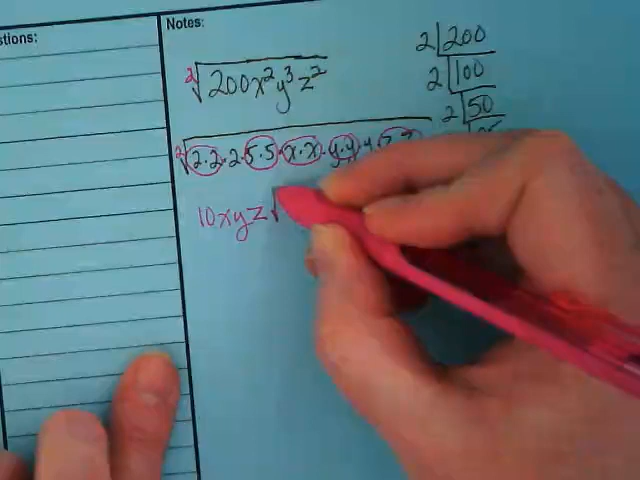 stions:
Notes:
²√200x²y³z²
2|200
2|100
2|50
²√2·2·2·5·5·x·x·y·y·y·z·z
10xyz√